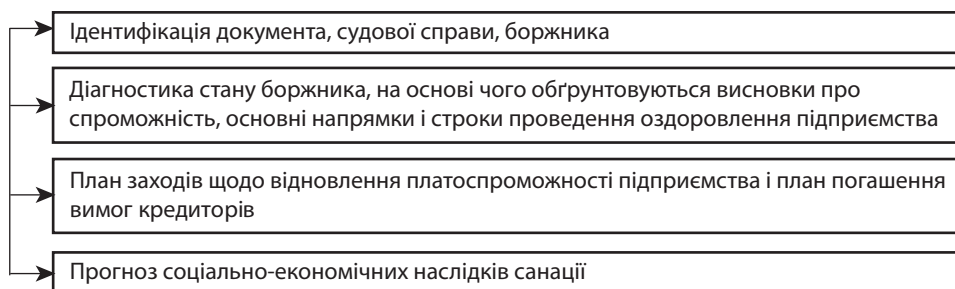 Ідентифікація документа, судової справи, боржника
Діагностика стану боржника, на основі чого обґрунтовуються висновки про
спроможність, основні напрямки і строки проведення оздоровлення підприємства
План заходів щодо відновлення платоспроможності підприємства і план погашення
вимог кредиторів
Прогноз соціально-економічних наслідків санації